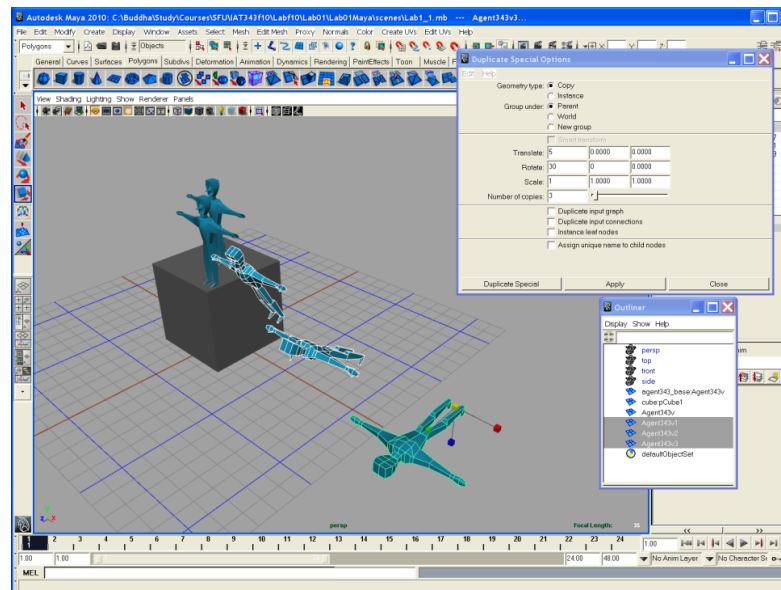 Autodesk Maya 2010: C:\Buddha\Study\Courses\SFU\IAT343f10\Labf10\Lab01\Lab01Maya\scenes\Lab1_1.mb --- Agent343v3...
File Edit Modify Create Display Window Assets Select Mesh Edit Mesh Proxy Normals Color Create UVs Edit UVs Help
Polygons Objects X: Y: Z:
General Curves Surfaces Polygons Subdivs Deformation Animation Dynamics Rendering PaintEffects Toon Muscle
View Shading Lighting Show Renderer Panels
Duplicate Special Options
Edit Help
Geometry type: Copy
Instance
Group under: Parent
World
New group
Smart transform
Translate: 5 0.0000 0.0000
Rotate: 30 0 0.0000
Scale: 1 1.0000 1.0000
Number of copies: 3
Duplicate input graph
Duplicate input connections
Instance leaf nodes
Assign unique name to child nodes
Duplicate Special Apply Close
Outliner
Display Show Help
persp
top
front
side
agent343_base:Agent343v
cube:pCube1
Agent343v
Agent343v1
Agent343v2
Agent343v3
defaultObjectSet
persp
Focal Length: 35
1 2 3 4 5 6 7 8 9 10 11 12 13 14 15 16 17 18 19 20 21 22 23 24 1.00
1.00 1.00 24.00 48.00 No Anim Layer No Character S
MEL